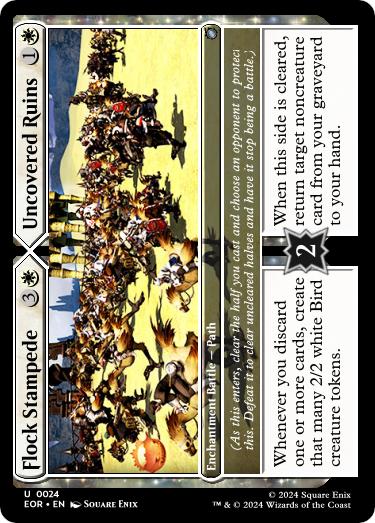 Flock Stampede 3
Uncovered Ruins 1
Enchantment Battle — Path
(As this enters, clear the half you cast and choose an opponent to protect
this. Defeat it to clear uncleared halves and have it stop being a battle.)
Whenever you discard
one or more cards, create
that many 2/2 white Bird
creature tokens.
2
When this side is cleared,
return target noncreature
card from your graveyard
to your hand.
U 0024
EOR • EN SQUARE ENIX
© 2024 Square Enix
™ & © 2024 Wizards of the Coast